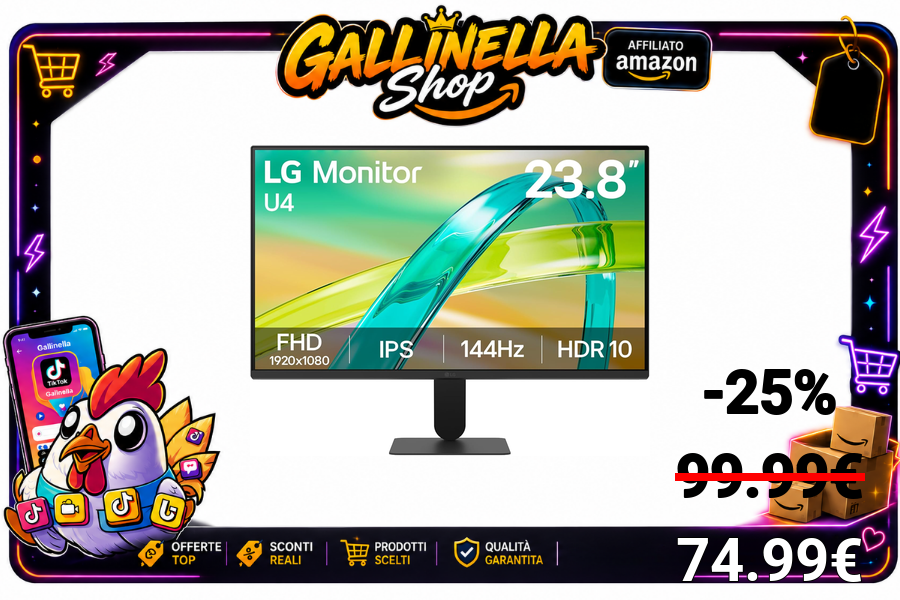 GALLINELLA
Shop
AFFILIATO
amazon
LG Monitor
U4
23.8"
FHD
1920x1080
IPS
144Hz
HDR 10
Gallinella
TikTok
Gallinella
-25%
99.99€
74.99€
OFFERTE
TOP
SCONTI
REALI
PRODOTTI
SCELTI
QUALITÀ
GARANTITA